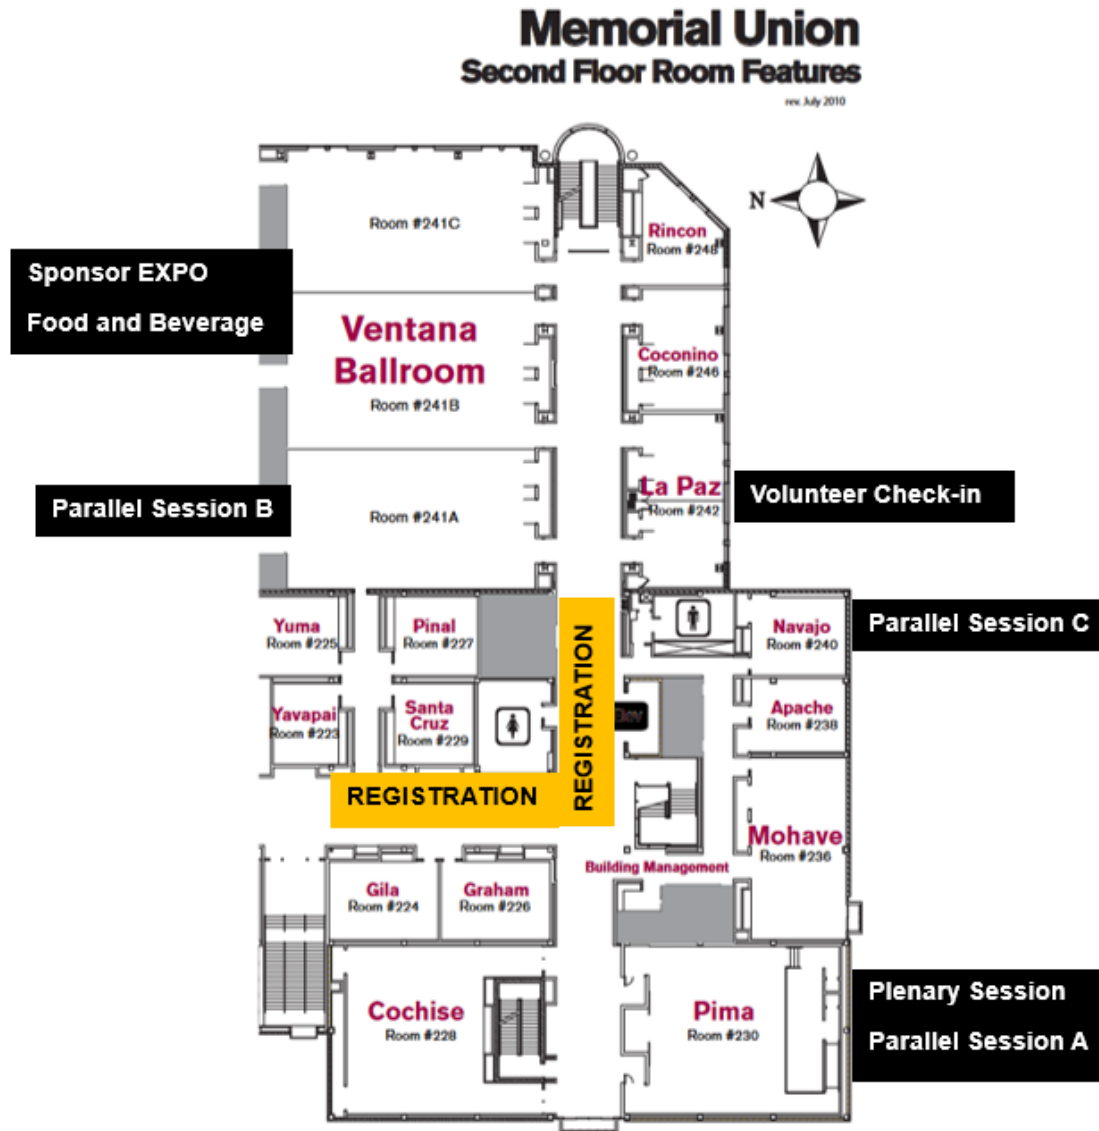 Memorial Union
Second Floor Room Features
rev. July 2010
N
Room #241C
Rincon
Room #248
Sponsor EXPO
Food and Beverage
Ventana
Ballroom
Room #241B
Coconino
Room #246
Parallel Session B
Room #241A
La Paz
Room #242
Volunteer Check-in
Yuma
Room #225
Pinal
Room #227
Navajo
Room #240
Parallel Session C
Yavapai
Room #223
Santa
Cruz
Room #229
REGISTRATION
Elev
Apache
Room #238
REGISTRATION
Mohave
Room #236
Building Management
Gila
Room #224
Graham
Room #226
Cochise
Room #228
Pima
Room #230
Plenary Session
Parallel Session A